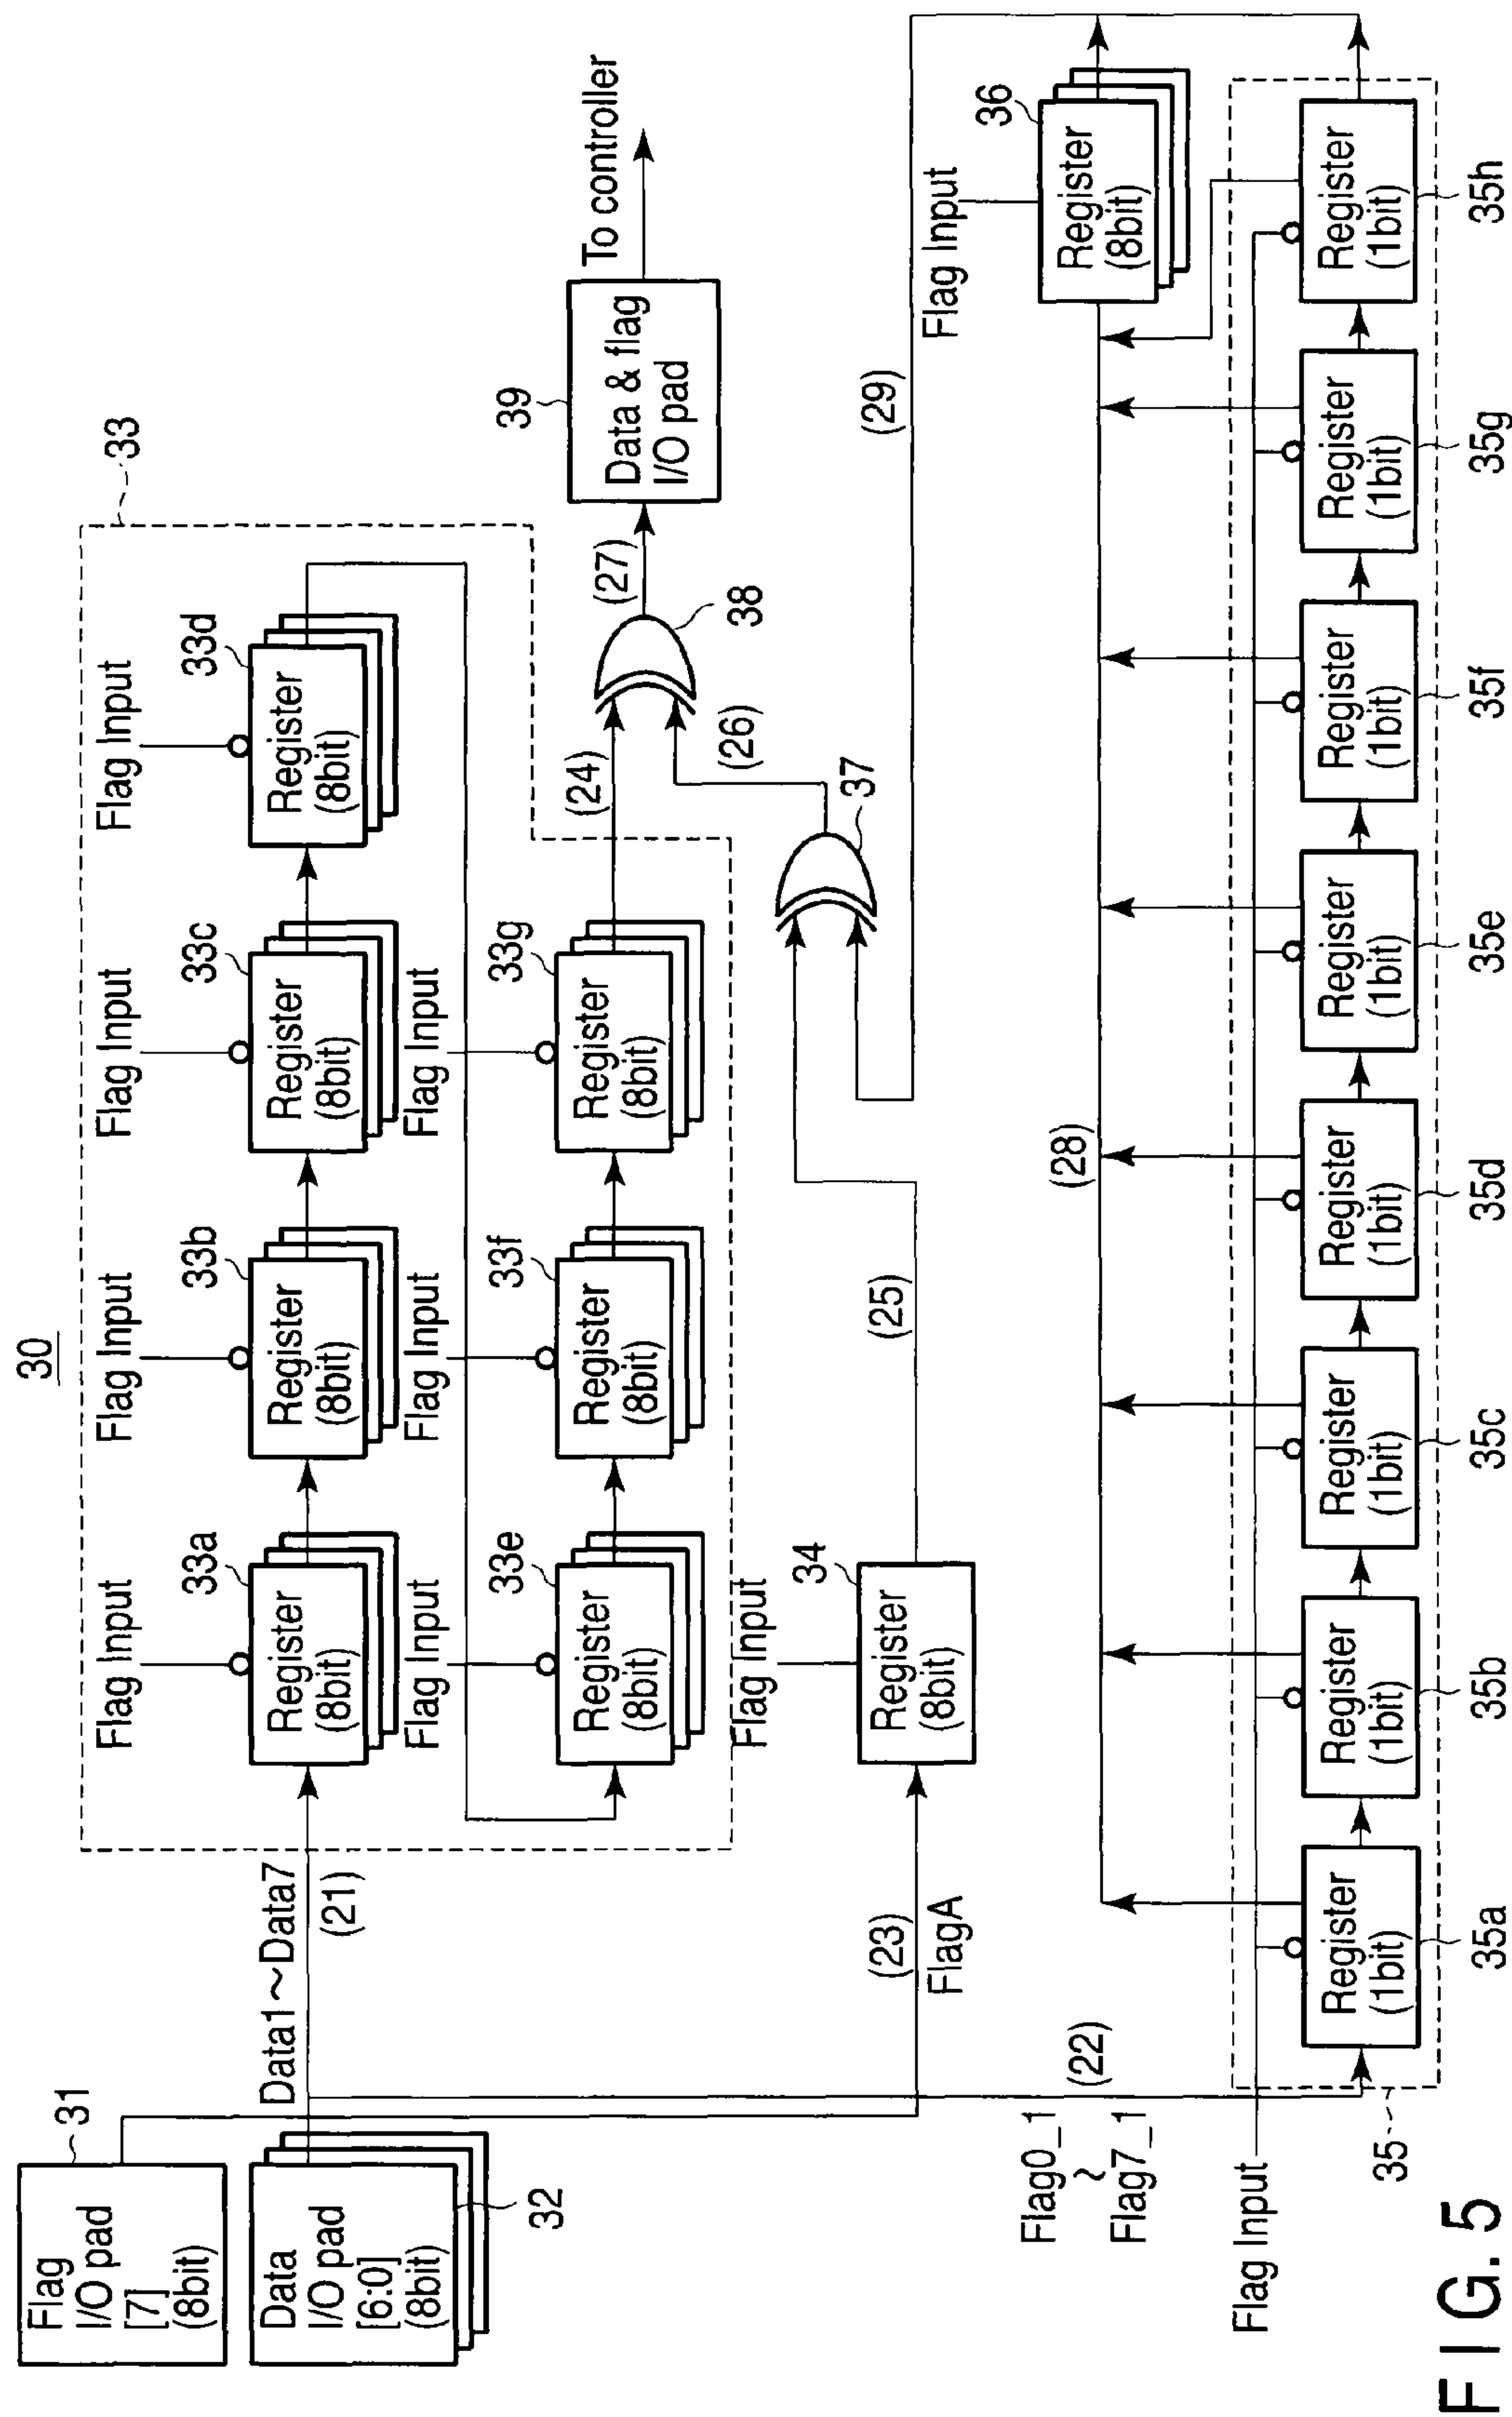 30
Flag
I/O pad
[7]
(8bit)
31
Data
I/O pad
[6:0]
(8bit)
32
Data1~Data7
(21)
33
Flag Input
33a
Register
(8bit)
Flag Input
33b
Register
(8bit)
Flag Input
33c
Register
(8bit)
Flag Input
33d
Register
(8bit)
Flag Input
33e
Register
(8bit)
Flag Input
33f
Register
(8bit)
Flag Input
33g
Register
(8bit)
(24)
38
(27)
39
Data & flag
I/O pad
To controller
(26)
37
(23)
FlagA
Flag Input
34
Register
(8bit)
(25)
(29)
Flag Input
36
Register
(8bit)
(28)
(22)
Flag0_1
~
Flag7_1
Flag Input
35
Register
(1bit)
35a
Register
(1bit)
35b
Register
(1bit)
35c
Register
(1bit)
35d
Register
(1bit)
35e
Register
(1bit)
35f
Register
(1bit)
35g
Register
(1bit)
35h
FIG. 5